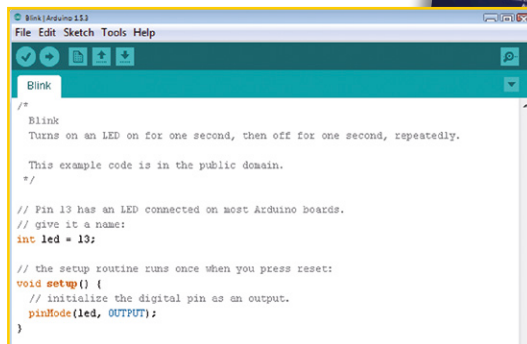 Blink | Arduino 1.5.3
File Edit Sketch Tools Help
Blink
/*
Blink
Turns on an LED on for one second, then off for one second, repeatedly.
This example code is in the public domain.
*/
// Pin 13 has an LED connected on most Arduino boards.
// give it a name:
int led = 13;
// the setup routine runs once when you press reset:
void setup() {
// initialize the digital pin as an output.
pinMode(led, OUTPUT);
}